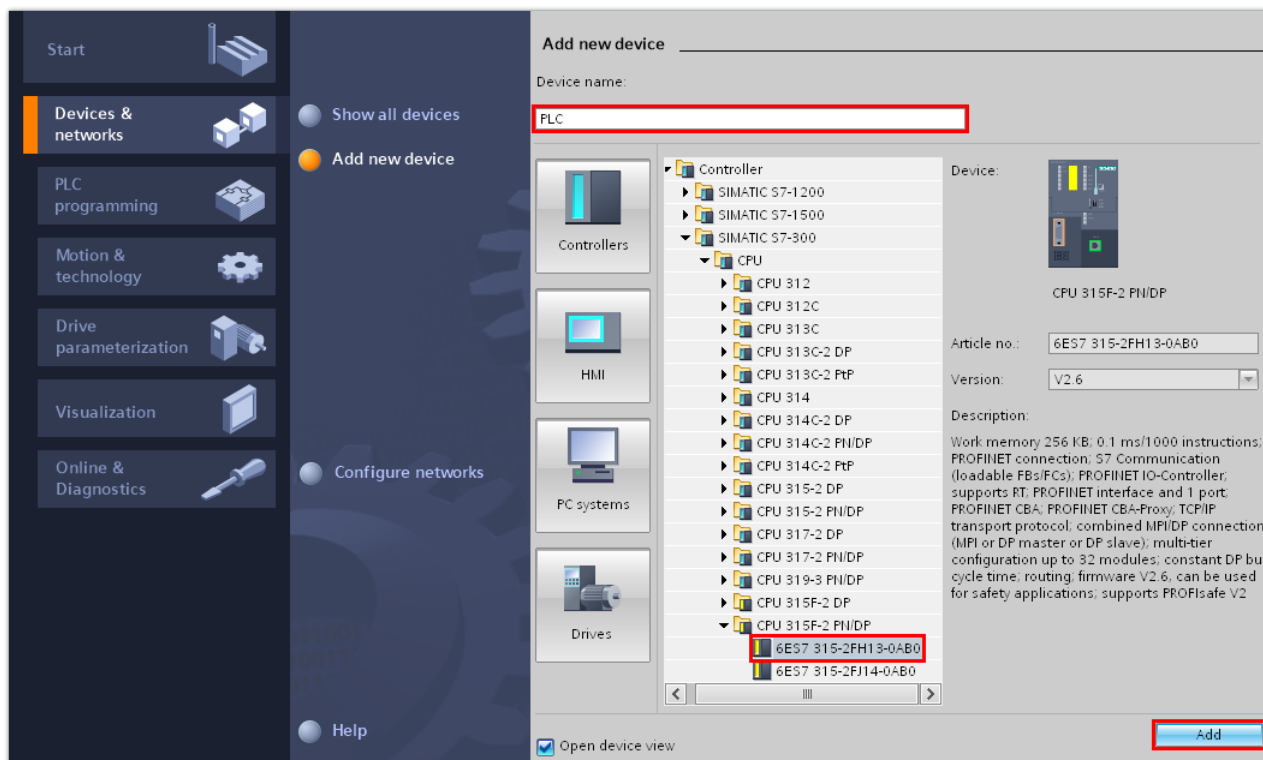 Start
Devices &
networks
PLC
programming
Motion &
technology
Drive
parameterization
Visualization
Online &
Diagnostics
Show all devices
Add new device
Configure networks
Help
Add new device
Device name:
PLC
Controllers
HMI
PC systems
Drives
Controller
SIMATIC S7-1200
SIMATIC S7-1500
SIMATIC S7-300
CPU
CPU 312
CPU 312C
CPU 313C
CPU 313C-2 DP
CPU 313C-2 PtP
CPU 314
CPU 314C-2 DP
CPU 314C-2 PN/DP
CPU 314C-2 PtP
CPU 315-2 DP
CPU 315-2 PN/DP
CPU 317-2 DP
CPU 317-2 PN/DP
CPU 319-3 PN/DP
CPU 315F-2 DP
CPU 315F-2 PN/DP
6ES7 315-2FH13-0AB0
6ES7 315-2FJ14-0AB0
Device:
CPU 315F-2 PN/DP
Article no.:
6ES7 315-2FH13-0AB0
Version:
V2.6
Description:
Work memory 256 KB; 0.1 ms/1000 instructions;
PROFINET connection; S7 Communication
(loadable FBs/FCs); PROFINET IO-Controller;
supports RT; PROFINET interface and 1 port;
PROFINET CBA; PROFINET CBA-Proxy; TCP/IP
transport protocol; combined MPI/DP connection
(MPI or DP master or DP slave); multi-tier
configuration up to 32 modules; constant DP bu
cycle time; routing; firmware V2.6, can be used
for safety applications; supports PROFIsafe V2
Open device view
Add